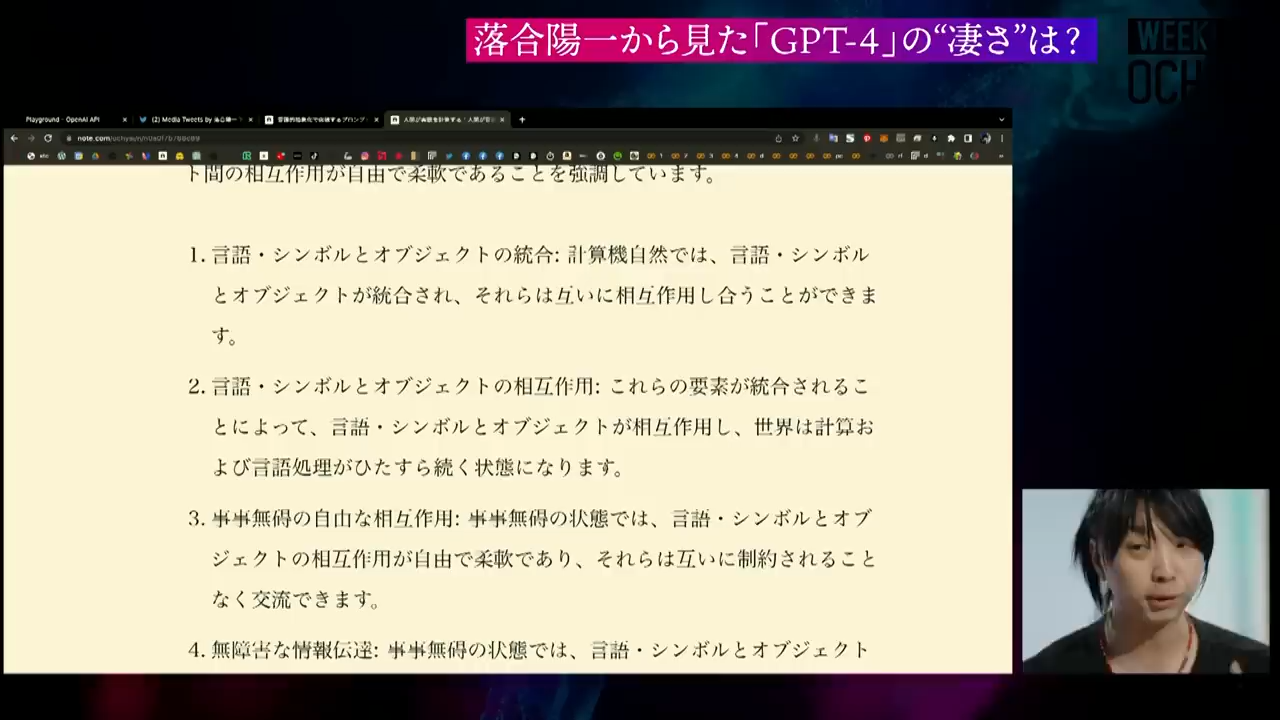 落合陽一から見た「GPT-4」の“凄さ”は？
WEEK
OCH
Playground - OpenAI API
(2) Media Tweets by 落合陽一
note.com/ochyai/n/
ト間の相互作用が自由で柔軟であることを強調しています。
1. 言語・シンボルとオブジェクトの統合: 計算機自然では、言語・シンボル
とオブジェクトが統合され、それらは互いに相互作用し合うことができま
す。
2. 言語・シンボルとオブジェクトの相互作用: これらの要素が統合されるこ
とによって、言語・シンボルとオブジェクトが相互作用し、世界は計算お
よび言語処理がひたすら続く状態になります。
3. 事事無碍の自由な相互作用: 事事無碍の状態では、言語・シンボルとオブ
ジェクトの相互作用が自由で柔軟であり、それらは互いに制約されること
なく交流できます。
4. 無障害な情報伝達: 事事無碍の状態では、言語・シンボルとオブジェクト